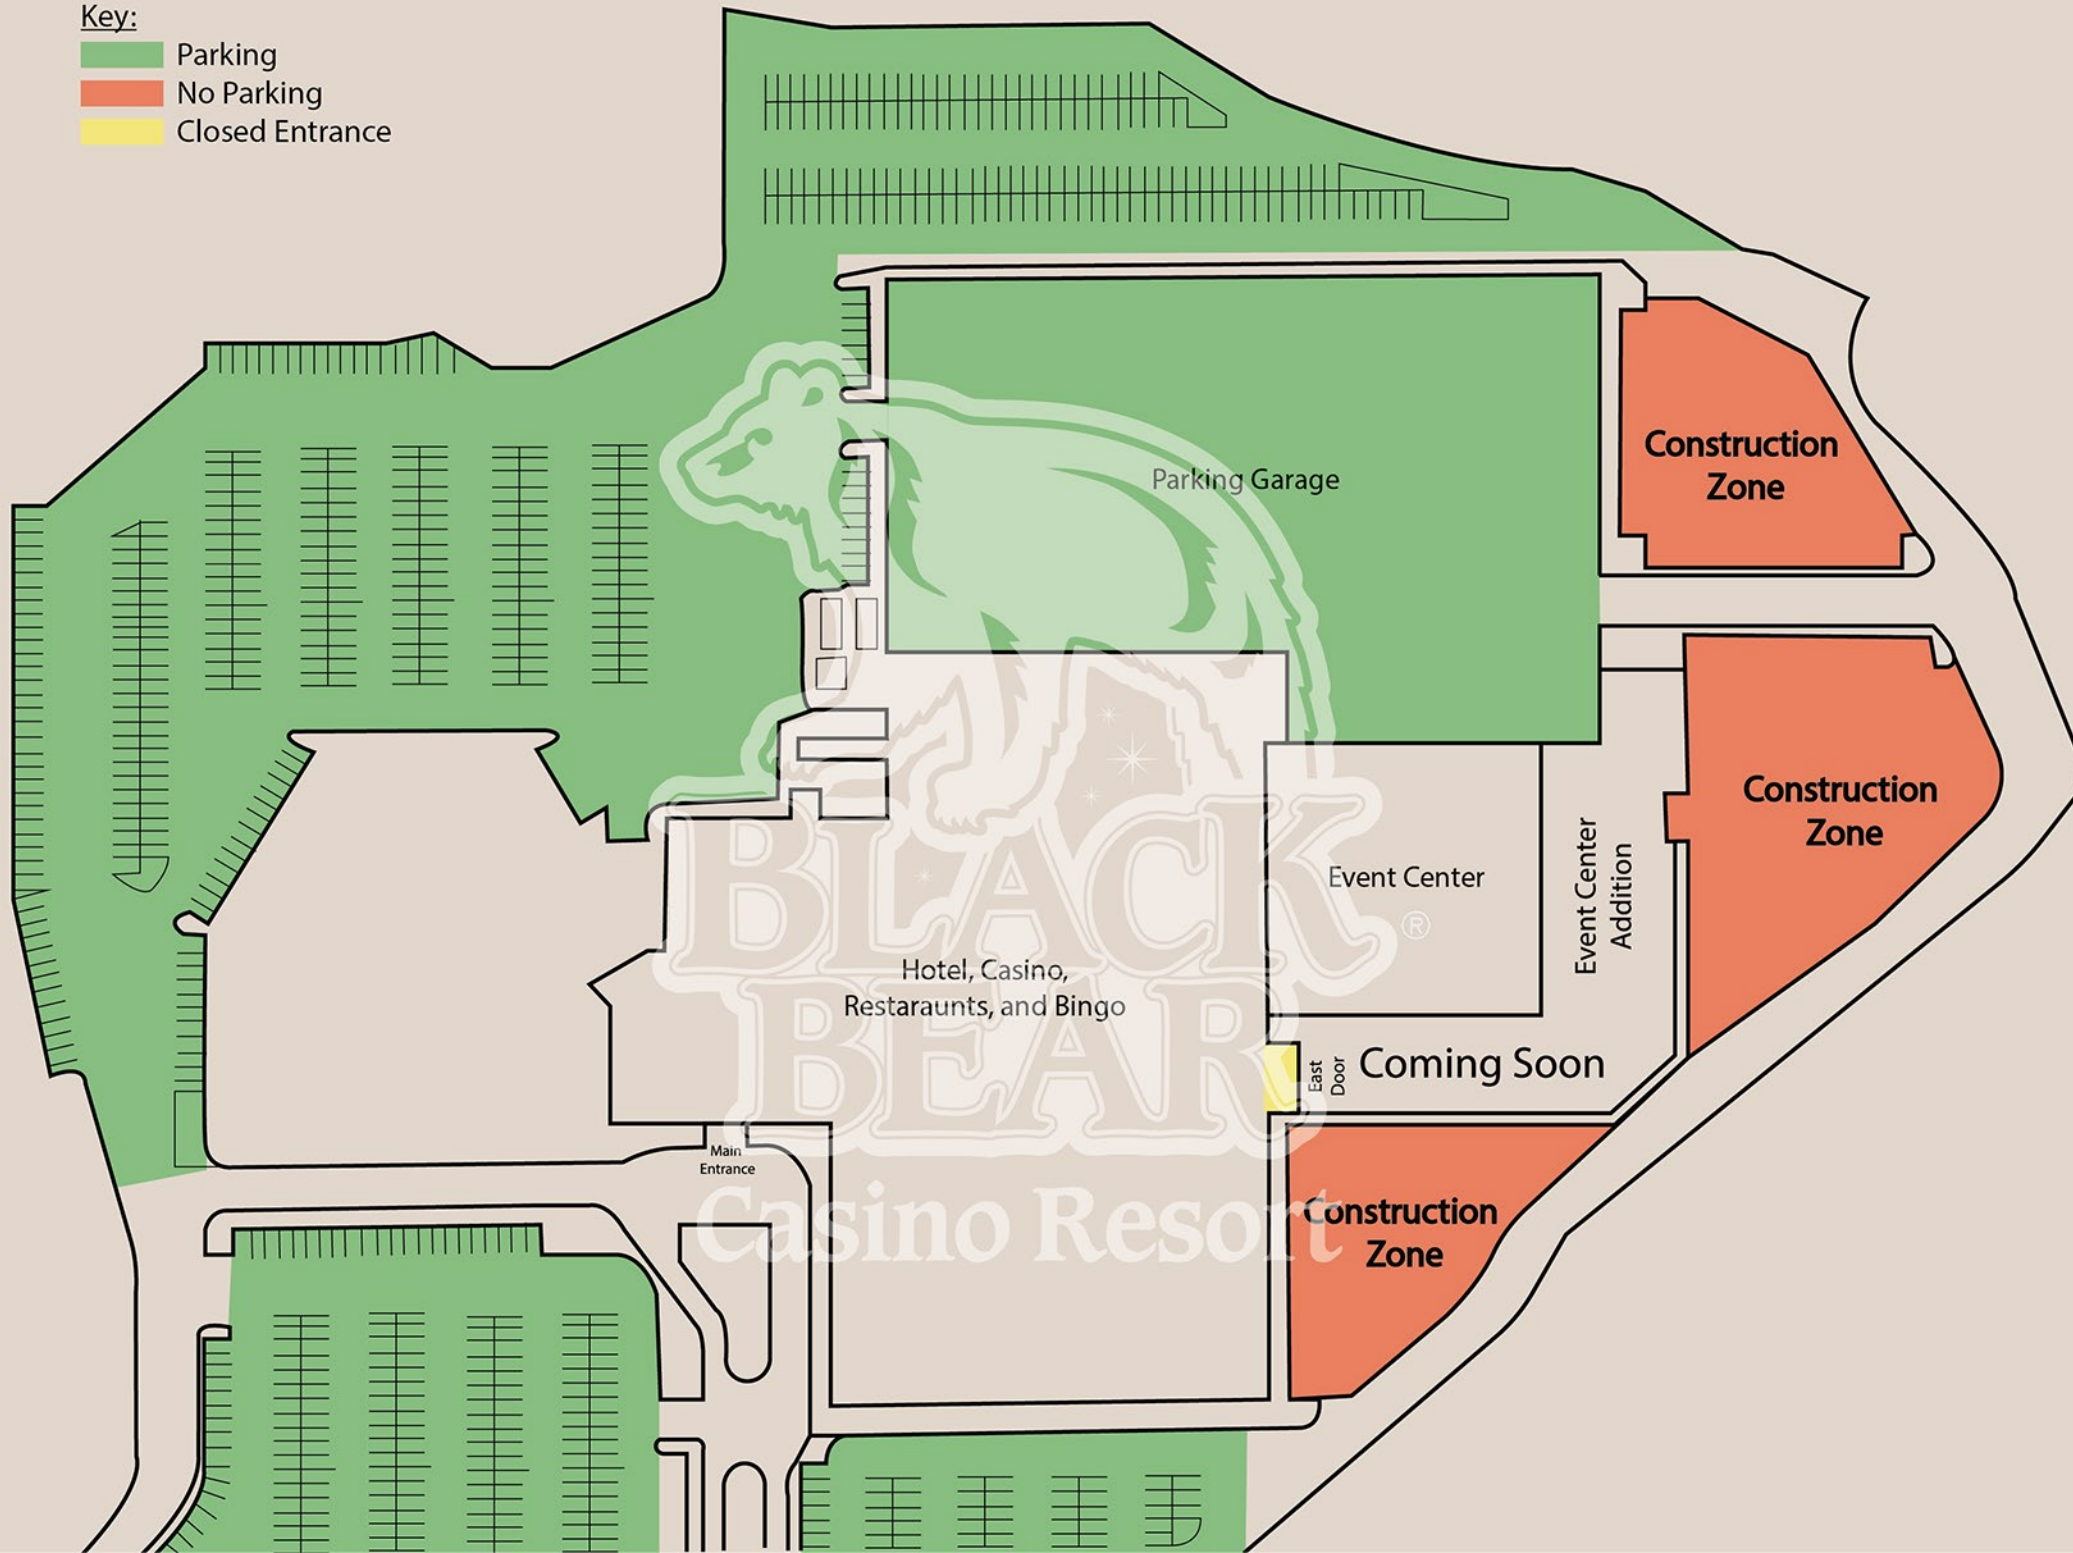 Key:
Parking
No Parking
Closed Entrance
Parking Garage
Construction
Zone
Construction
Zone
Event Center
Event Center
Addition
Hotel, Casino,
Restaraunts, and Bingo
East
Door
Coming Soon
Main
Entrance
Construction
Zone
BLACK
BEAR
®
Casino Resort